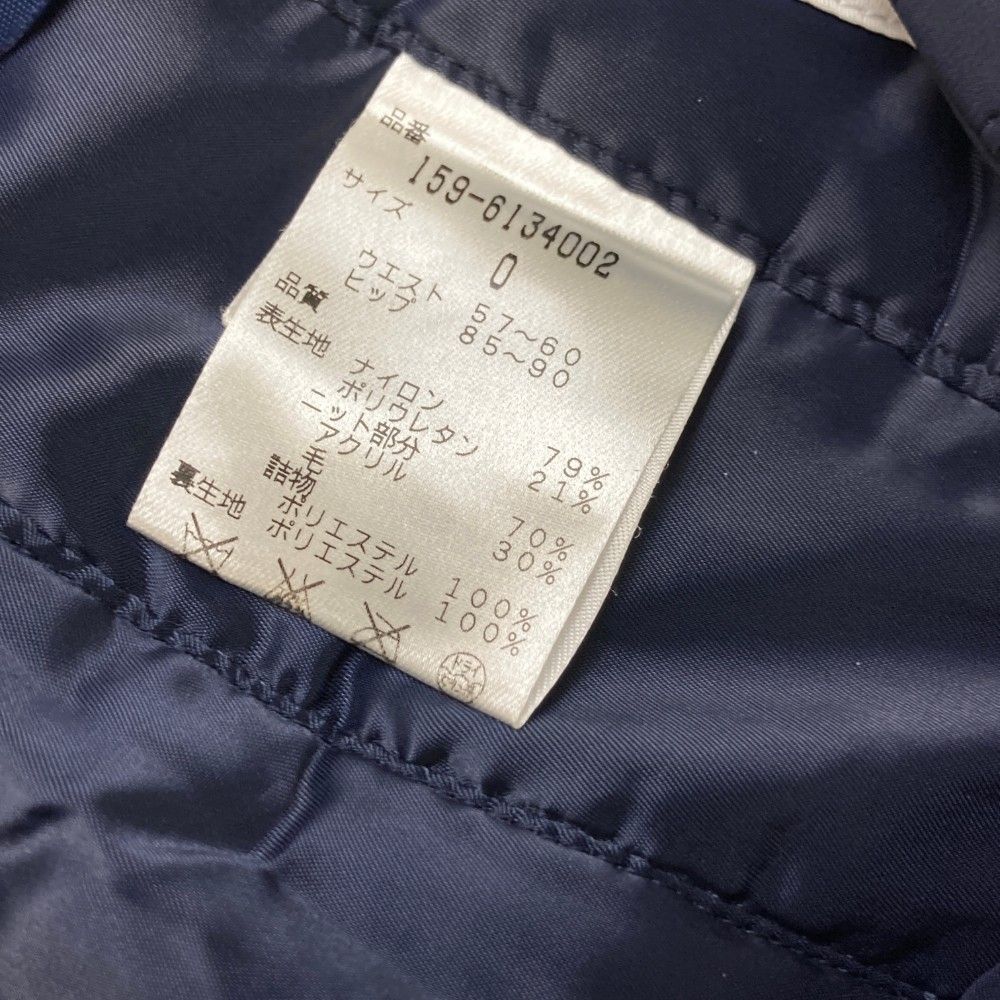 品番
159-6134002
サイズ
0
ウエスト 57〜60
ヒップ 85〜90
品質
表生地
ナイロン 79%
ポリウレタン 21%
ニット部分
アクリル 70%
毛 30%
詰物
ポリエステル 100%
裏生地 ポリエステル 100%
ドライ